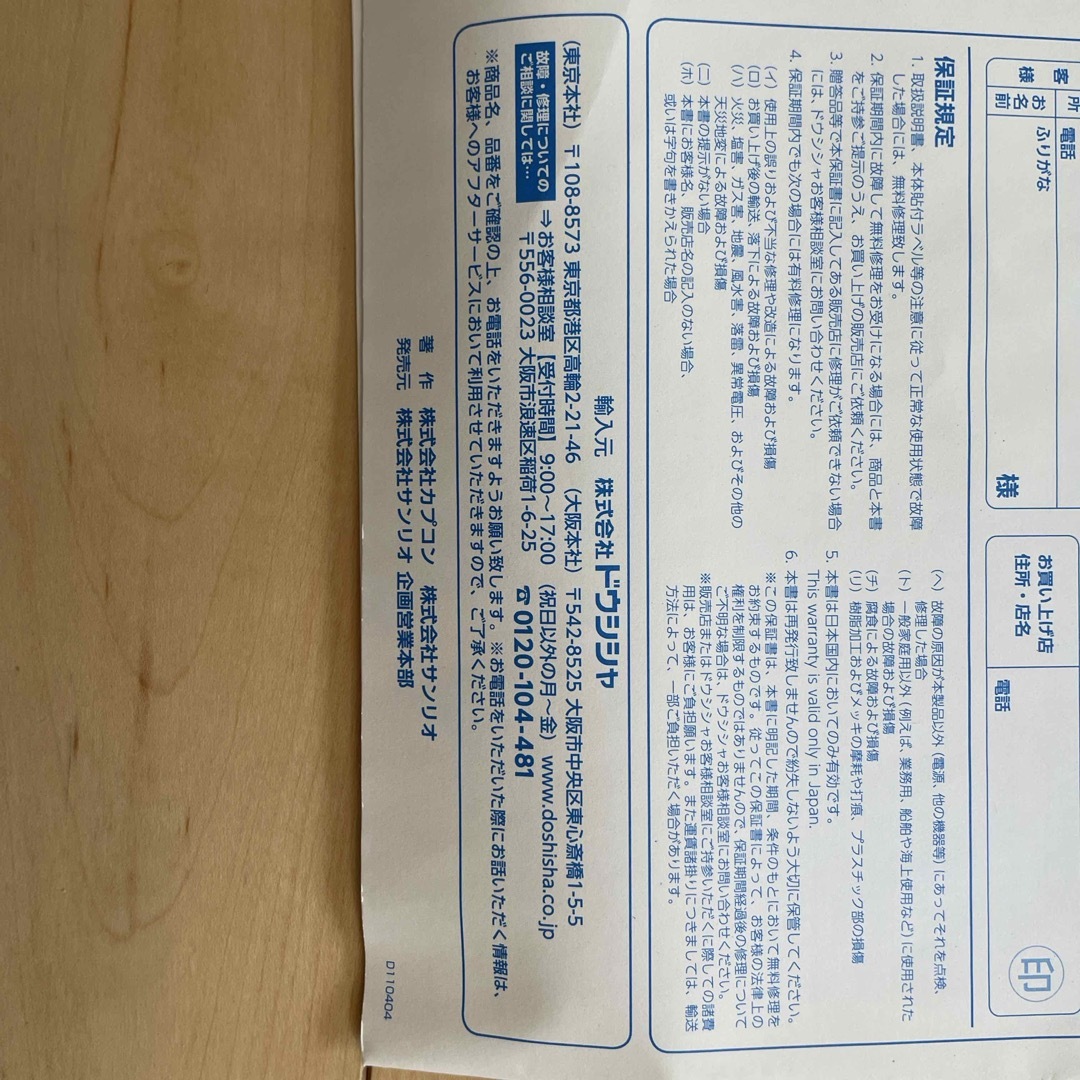 所
客
様
お名前
電話
ふりがな
様
お買い上げ店
住所・店名
電話
印
保証規定
1. 取扱説明書、本体貼付ラベル等の注意に従って正常な使用状態で故障
した場合には、無料修理致します。
2. 保証期間内に故障して無料修理をお受けになる場合には、商品と本書
をご持参ご提示のうえ、お買い上げの販売店にご依頼ください。
3. 贈答品等で本保証書に記入してある販売店に修理がご依頼できない場合
には、ドウシシャお客様相談室にお問い合わせください。
4. 保証期間内でも次の場合には有料修理になります。
(イ) 使用上の誤りおよび不当な修理や改造による故障および損傷
(ロ) お買い上げ後の輸送、落下による故障および損傷
(ハ) 火災、塩害、ガス害、地震、風水害、落雷、異常電圧、およびその他の
天災地変による故障および損傷
(ニ) 本書の提示がない場合
(ホ) 本書にお客様名、販売店名の記入のない場合、
或いは字句を書きかえられた場合
(ヘ) 故障の原因が本製品以外(電源、他の機器等)にあってそれを点検、
修理した場合
(ト) 一般家庭用以外(例えば、業務用、船舶や海上使用など)に使用された
場合の故障および損傷
(チ) 腐食による故障および損傷
(リ) 樹脂加工およびメッキの摩耗や打痕、プラスチック部の損傷
5. 本書は日本国内においてのみ有効です。
This warranty is valid only in Japan.
6. 本書は再発行致しませんので紛失しないよう大切に保管してください。
※この保証書は、本書に明記した期間、条件のもとにおいて無料修理を
お約束するものです。従ってこの保証書によって、お客様の法律上の
権利を制限するものではありませんので、保証期間経過後の修理について
ご不明な場合は、ドウシシャお客様相談室にお問い合わせください。
※販売店またはドウシシャお客様相談室にご持参いただくに際しての諸費
用は、お客様にご負担願います。また運賃諸掛りにつきましては、輸送
方法によって、一部ご負担いただく場合があります。
輸入元 株式会社ドウシシャ
(東京本社) 〒108-8573 東京都港区高輪2-21-46 (大阪本社) 〒542-8525 大阪市中央区東心斎橋1-5-5
故障・修理についての
ご相談に関しては…
⇒お客様相談室【受付時間】9:00〜17:00 (祝日以外の月〜金) www.doshisha.co.jp
〒556-0023 大阪市浪速区稲荷1-6-25 ☎0120-104-481
※商品名、品番をご確認の上、お電話をいただきますようお願い致します。※お電話をいただいた際にお話いただく情報は、
お客様へのアフターサービスにおいて利用させていただきますので、ご了承ください。
著 作 株式会社カプコン 株式会社サンリオ
発売元 株式会社サンリオ 企画営業本部
D110404